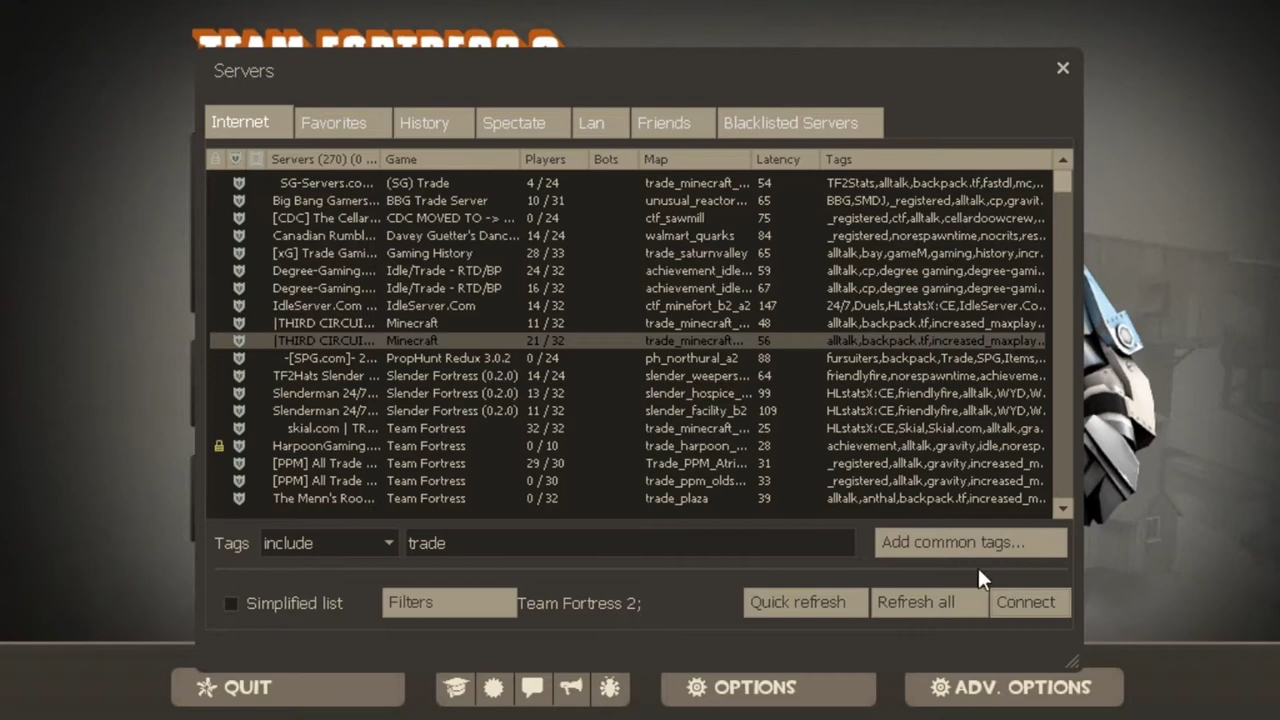 TEAM FORTRESS 2
Servers
Internet Favorites History Spectate Lan Friends Blacklisted Servers
Servers (270) (0 ... Game Players Bots Map Latency Tags
SG-Servers.co... (SG) Trade 4 / 24 trade_minecraft_... 54 TF2Stats,alltalk,backpack.tf,fastdl,mc,...
Big Bang Gamers... BBG Trade Server 10 / 31 unusual_reactor... 65 BBG,SMDJ,_registered,alltalk,cp,gravit...
[CDC] The Cellar... CDC MOVED TO -> ... 0 / 24 ctf_sawmill 75 _registered,ctf,alltalk,cellardoowcrew,...
Canadian Rumbl... Davey Guetter's Danc... 14 / 24 walmart_quarks 84 _registered,norespawntime,nocrits,res...
[xG] Trade Gami... Gaming History 28 / 33 trade_saturnvalley 65 alltalk,bay,gameM,gaming,history,incr...
Degree-Gaming.... Idle/Trade - RTD/BP 24 / 32 achievement_idle... 59 alltalk,cp,degree gaming,degree-gami...
Degree-Gaming.... Idle/Trade - RTD/BP 16 / 32 achievement_idle... 67 alltalk,cp,degree gaming,degree-gami...
IdleServer.Com ... IdleServer.Com 14 / 32 ctf_minefort_b2_a2 147 24/7,Duels,HLstatsX:CE,IdleServer.Co...
|THIRD CIRCUI... Minecraft 11 / 32 trade_minecraft_... 48 alltalk,backpack.tf,increased_maxplay...
|THIRD CIRCUI... Minecraft 21 / 32 trade_minecraft... 56 alltalk,backpack.tf,increased_maxplay...
-[SPG.com]- 2... PropHunt Redux 3.0.2 0 / 24 ph_northural_a2 88 fursuiters,backpack,Trade,SPG,Items,...
TF2Hats Slender ... Slender Fortress (0.2.0) 14 / 24 slender_weepers... 64 friendlyfire,norespawntime,achieveme...
Slenderman 24/7... Slender Fortress (0.2.0) 13 / 32 slender_hospice_... 99 HLstatsX:CE,friendlyfire,alltalk,WYD,W...
Slenderman 24/7... Slender Fortress (0.2.0) 11 / 32 slender_facility_b2 109 HLstatsX:CE,friendlyfire,alltalk,WYD,W...
skial.com | TR... Team Fortress 32 / 32 trade_minecraft_... 25 HLstatsX:CE,Skial,Skial.com,alltalk,gra...
HarpoonGaming.... Team Fortress 0 / 10 trade_harpoon_... 28 achievement,alltalk,gravity,idle,noresp...
[PPM] All Trade ... Team Fortress 29 / 30 Trade_PPM_Atri... 31 _registered,alltalk,gravity,increased_m...
[PPM] All Trade ... Team Fortress 0 / 30 trade_ppm_olds... 33 _registered,alltalk,gravity,increased_m...
The Menn's Roo... Team Fortress 0 / 32 trade_plaza 39 alltalk,anthal,backpack.tf,increased_m...
Tags include trade Add common tags...
Simplified list Filters Team Fortress 2; Quick refresh Refresh all Connect
QUIT OPTIONS ADV. OPTIONS